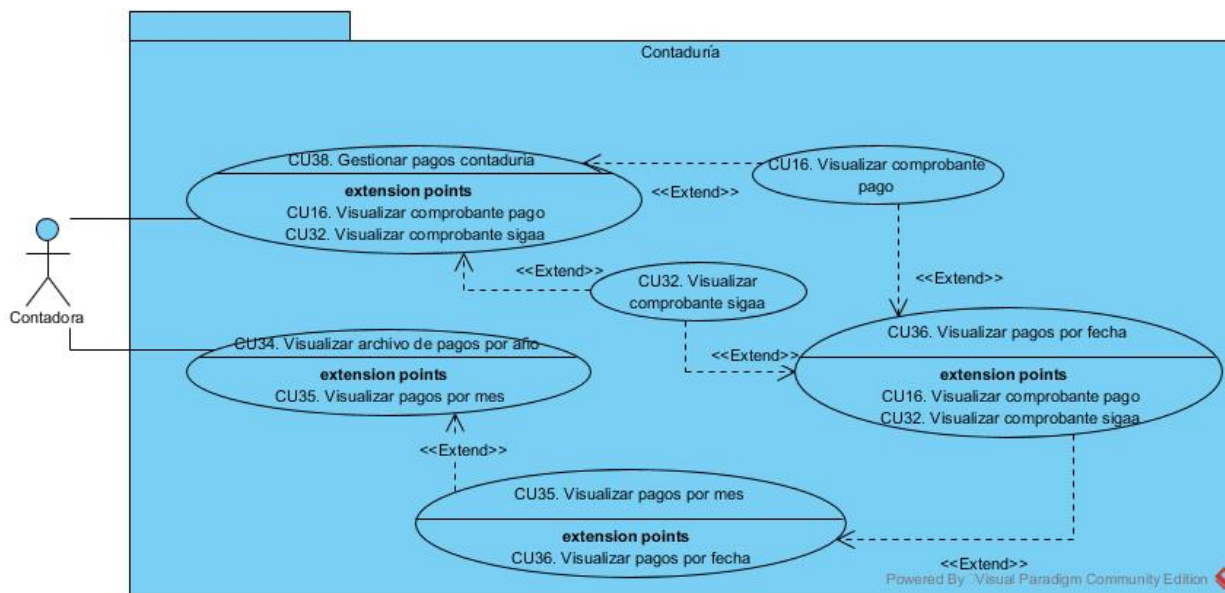 Contaduría
CU38. Gestionar pagos contaduria
extension points
CU16. Visualizar comprobante pago
CU32. Visualizar comprobante sigaa
<<Extend>>
CU16. Visualizar comprobante
pago
Contadora
<<Extend>>
CU32. Visualizar
comprobante sigaa
<<Extend>>
CU34. Visualizar archivo de pagos por año
extension points
CU35. Visualizar pagos por mes
<<Extend>>
CU36. Visualizar pagos por fecha
extension points
CU16. Visualizar comprobante pago
CU32. Visualizar comprobante sigaa
<<Extend>>
CU35. Visualizar pagos por mes
extension points
CU36. Visualizar pagos por fecha
<<Extend>>
Powered By Visual Paradigm Community Edition